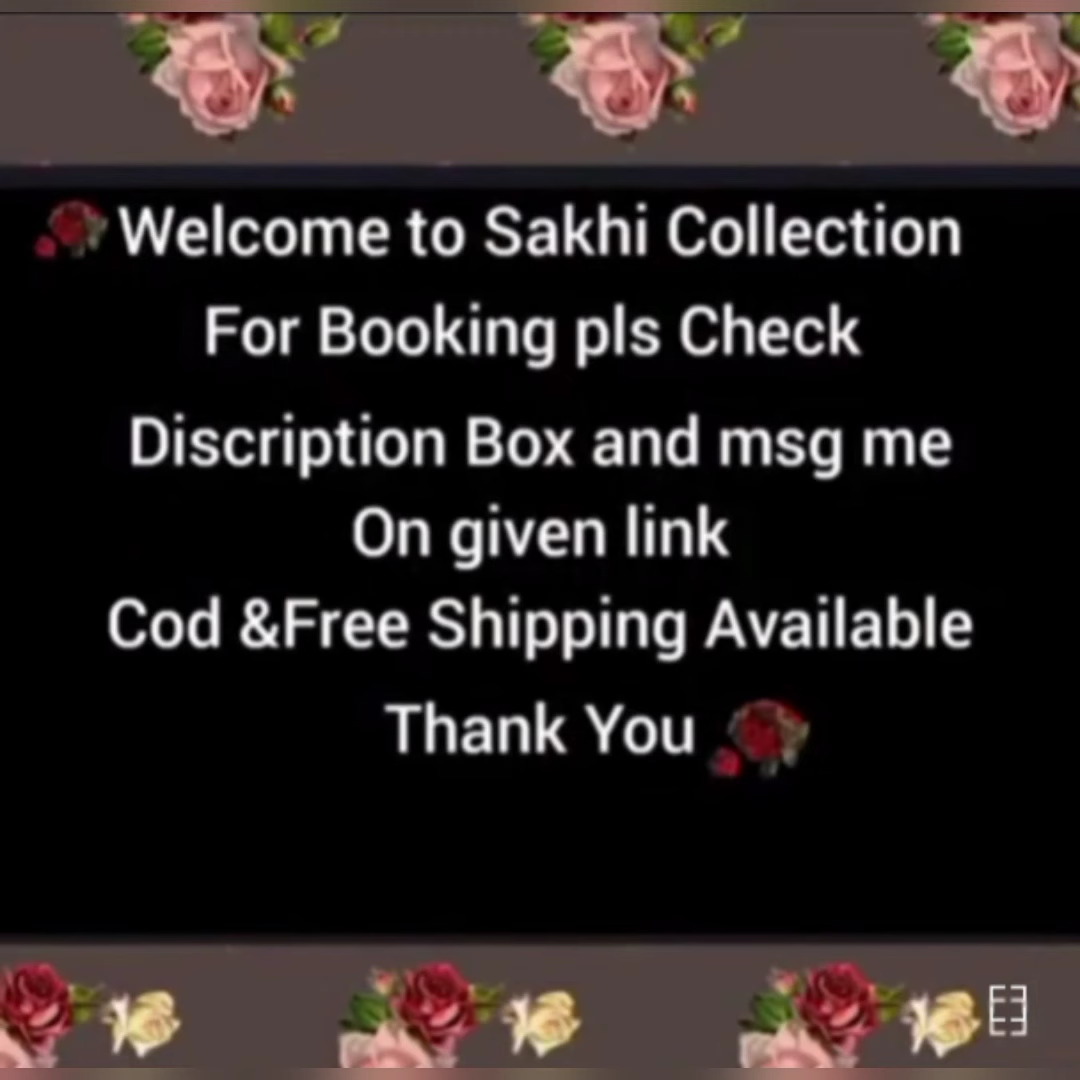 Welcome to Sakhi Collection
For Booking pls Check
Discription Box and msg me
On given link
Cod &Free Shipping Available
Thank You